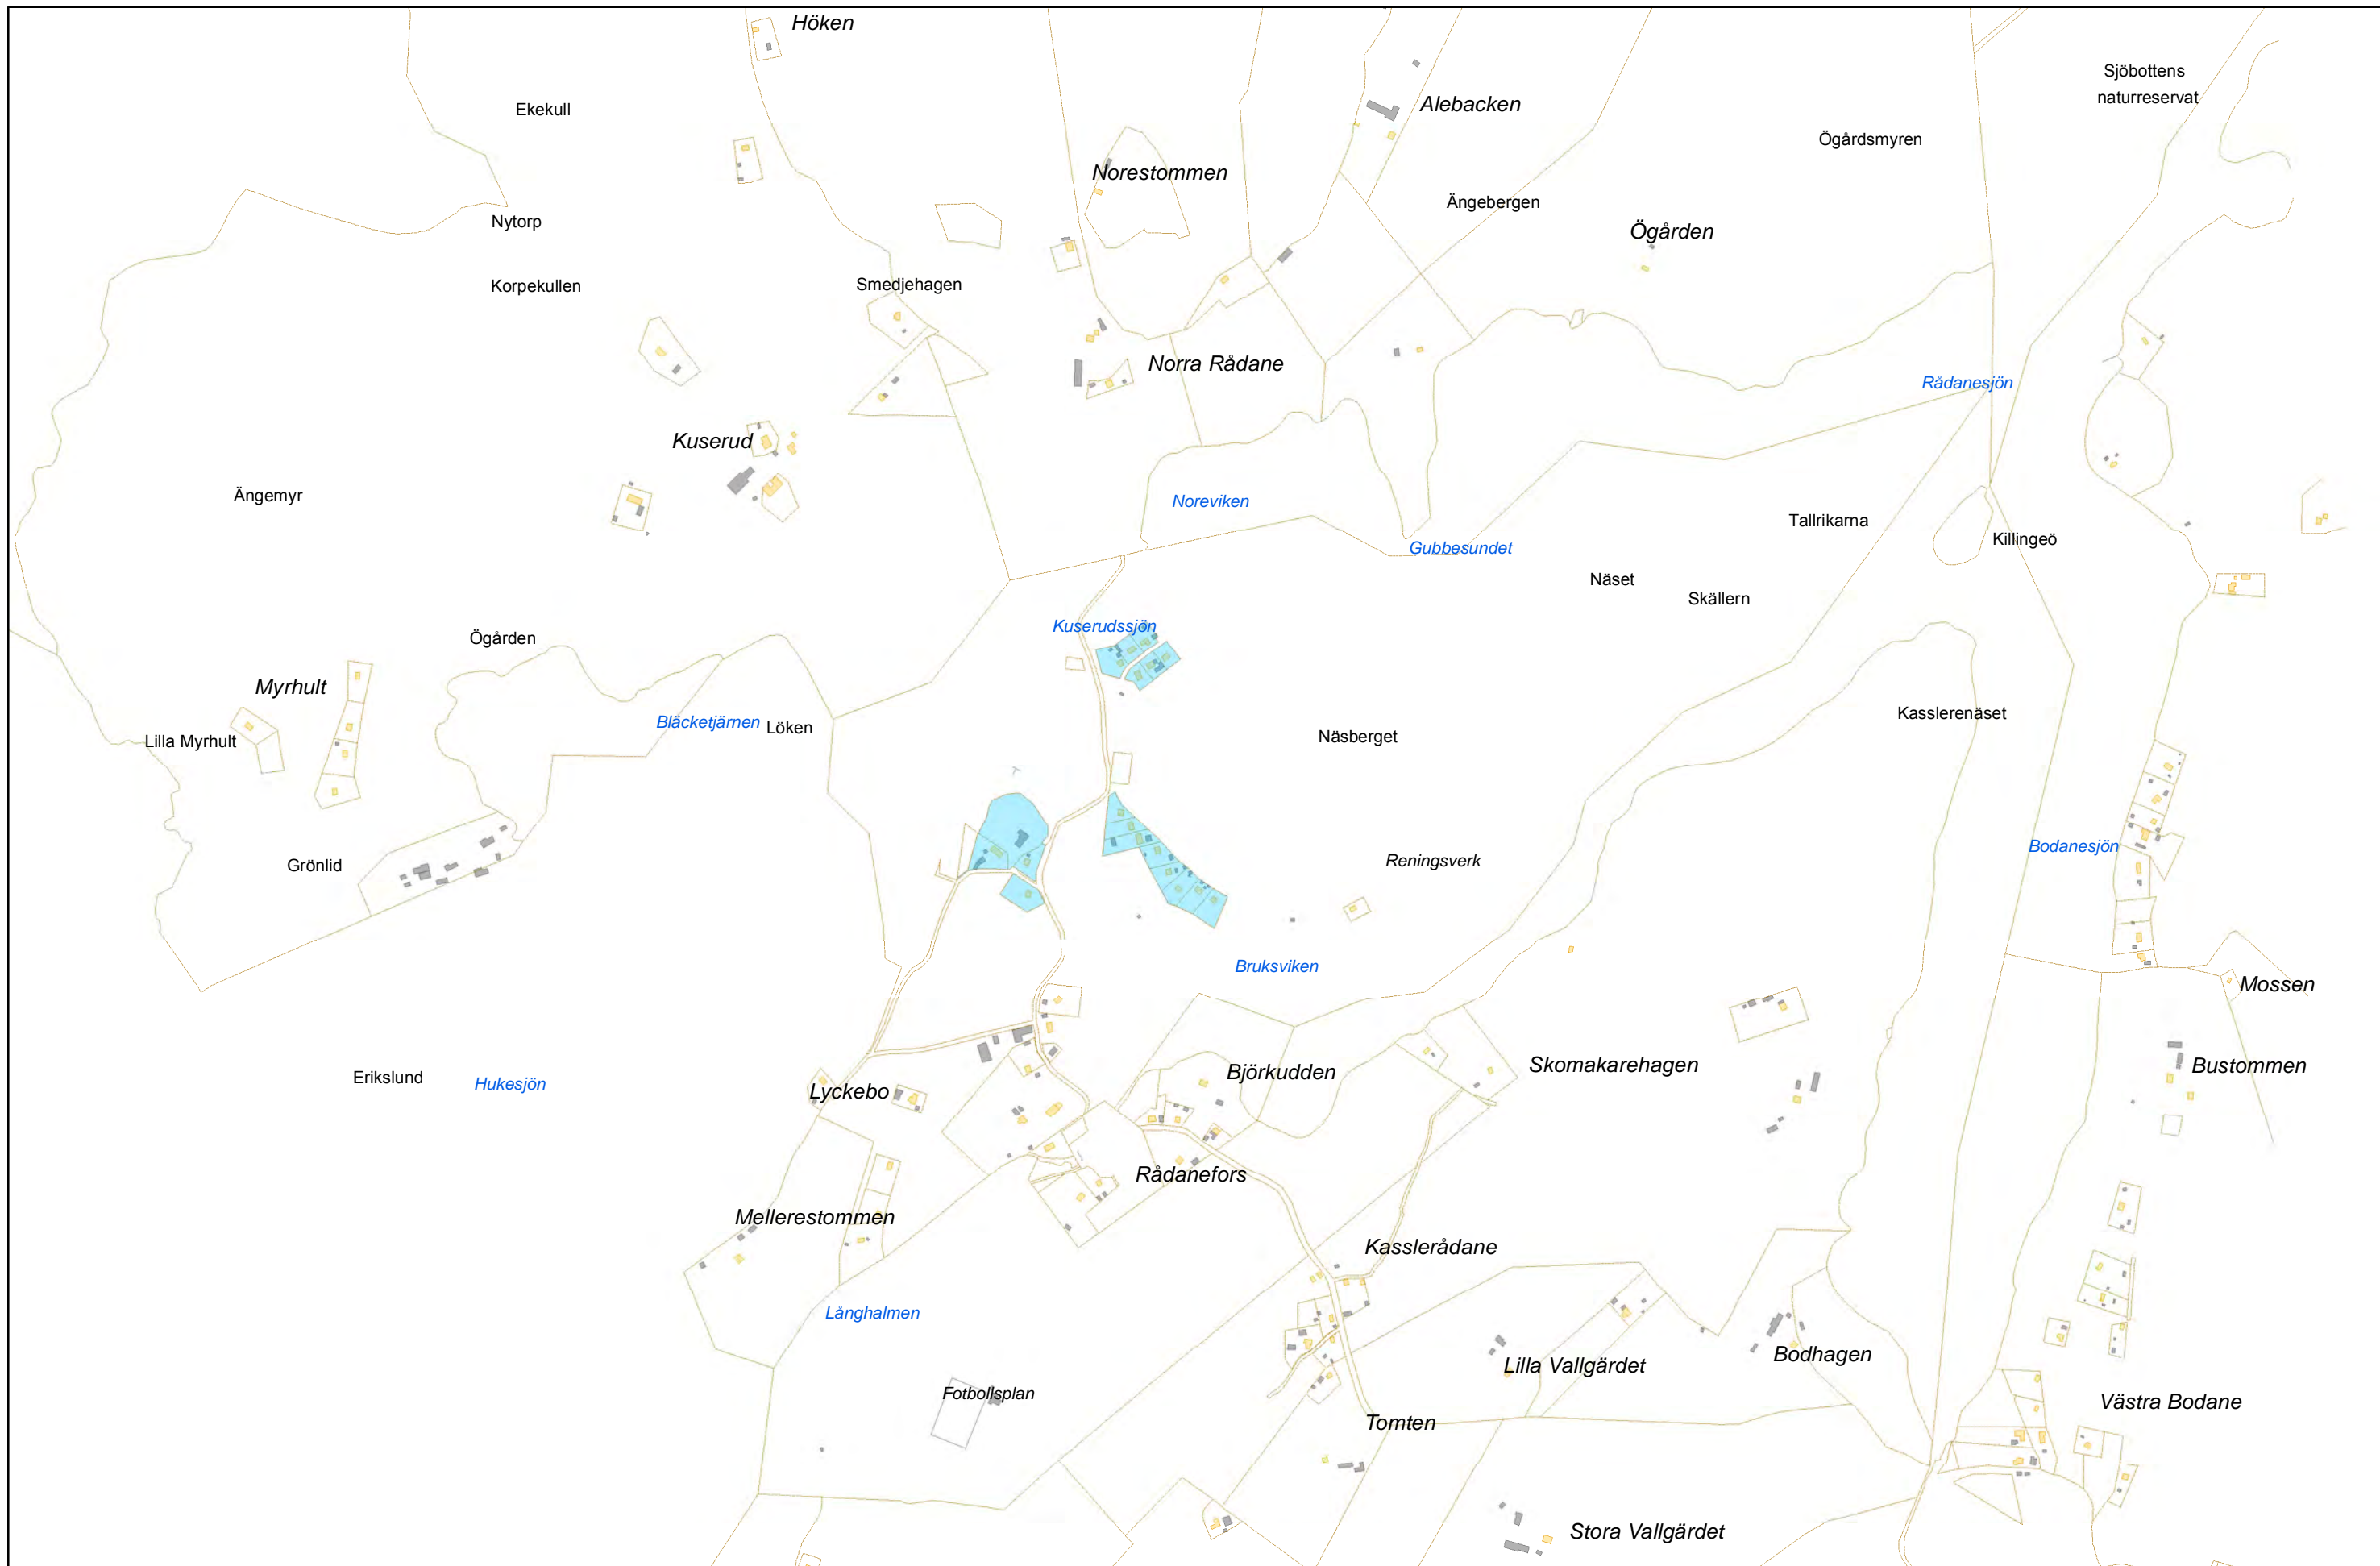 Höken
Sjöbottens
naturreservat
Ekekull
Alebacken
Ögårdsmyren
Norestommen
Ängebergen
Nytorp
Ögården
Korpekullen
Smedjehagen
Norra Rådane
Rådanesjön
Kuserud
Ängemyr
Noreviken
Tallrikarna
Killingeö
Gubbesundet
Näset
Skällern
Kuserudssjön
Ögården
Myrhult
Kasslerenäset
Bläcketjärnen
Löken
Näsberget
Lilla Myrhult
Bodanesjön
Reningsverk
Grönlid
Bruksviken
Mossen
Skomakarehagen
Bustommen
Björkudden
Erikslund
Hukesjön
Lyckebo
Rådanefors
Mellerestommen
Kasslerådane
Långhalmen
Bodhagen
Lilla Vallgärdet
Fotbollsplan
Västra Bodane
Tomten
Stora Vallgärdet